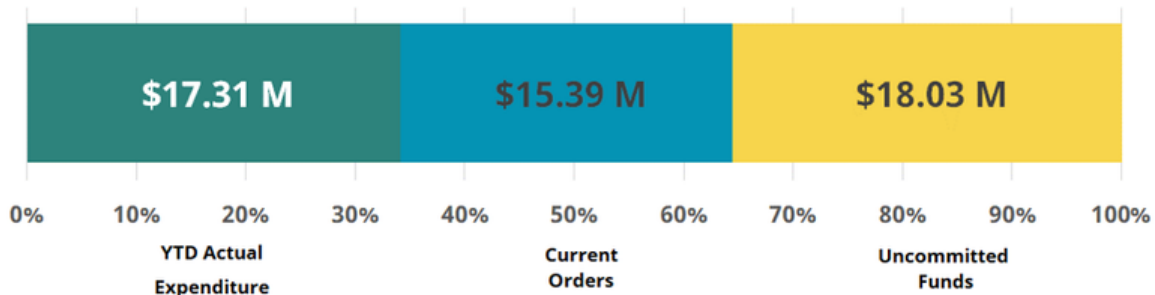 $17.31 M $15.39 M $18.03 M
0% 10% 20% 30% 40% 50% 60% 70% 80% 90% 100%
YTD Actual
Expenditure
Current
Orders
Uncommitted
Funds